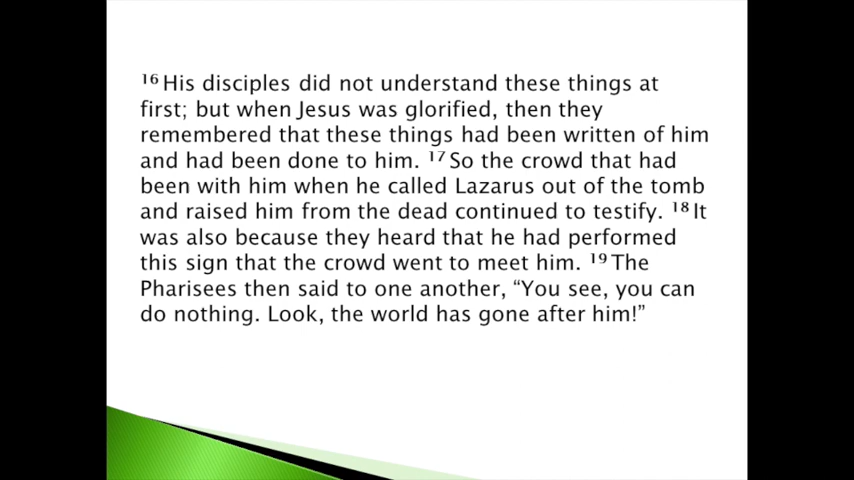 ¹⁶ His disciples did not understand these things at
first; but when Jesus was glorified, then they
remembered that these things had been written of him
and had been done to him. ¹⁷ So the crowd that had
been with him when he called Lazarus out of the tomb
and raised him from the dead continued to testify. ¹⁸ It
was also because they heard that he had performed
this sign that the crowd went to meet him. ¹⁹ The
Pharisees then said to one another, “You see, you can
do nothing. Look, the world has gone after him!”